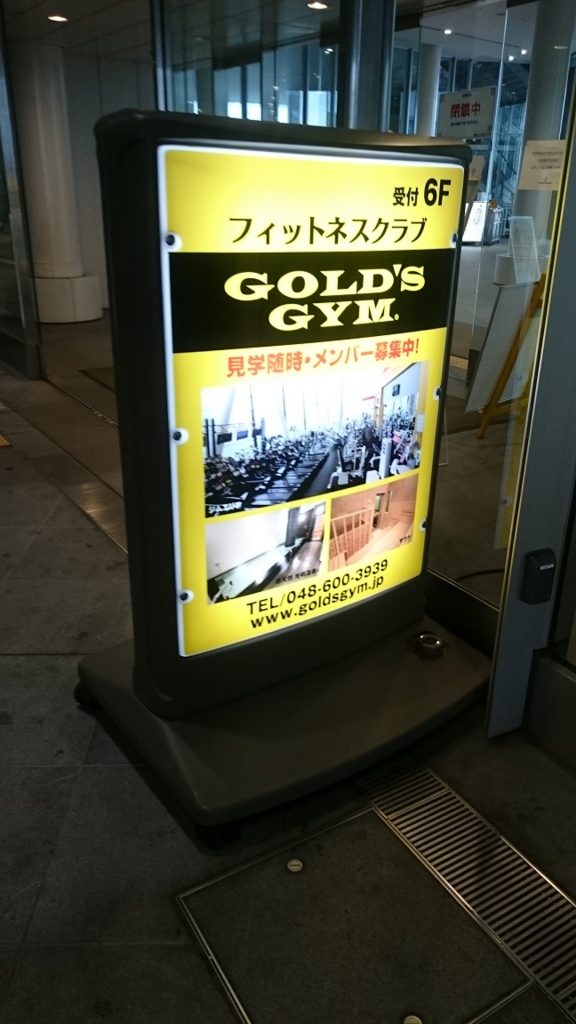 閉鎖中
受付 6F
フィットネスクラブ
GOLD'S
GYM®
見学随時・メンバー募集中!
TEL/048-600-3939
www.goldsgym.jp